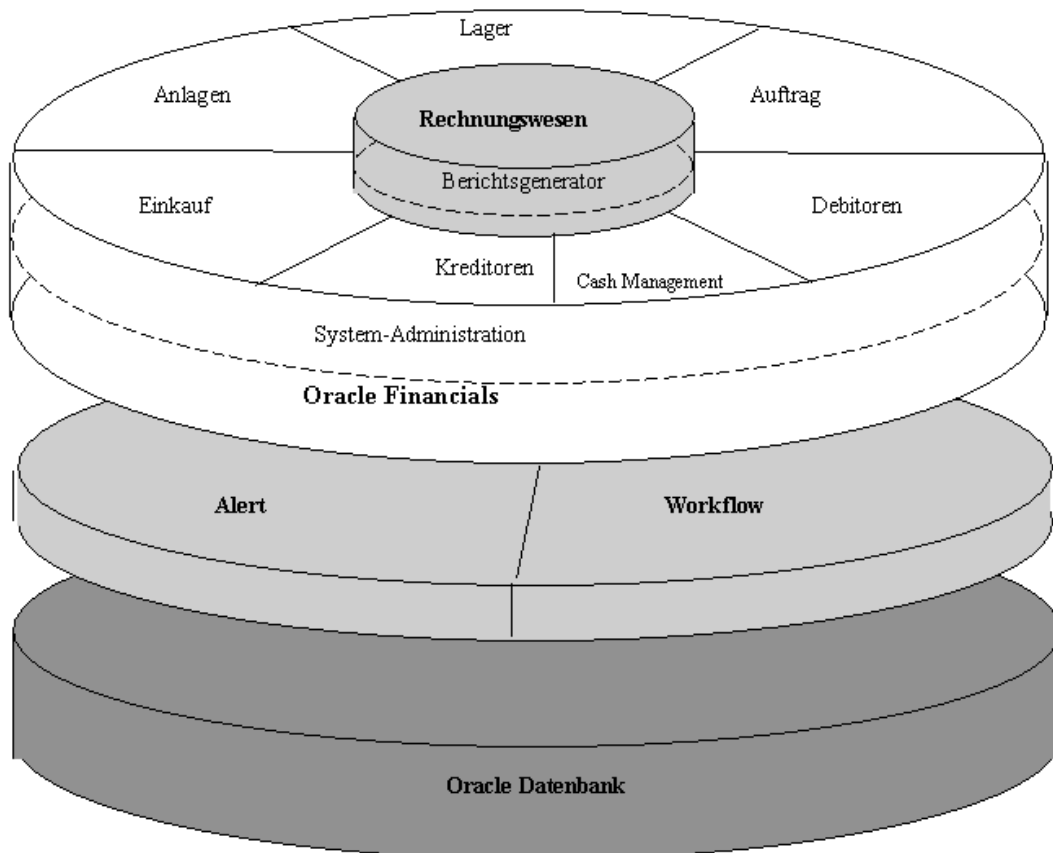 Lager
Anlagen
Auftrag
Rechnungswesen
Berichtsgenerator
Einkauf
Debitoren
Kreditoren
Cash Management
System-Administration
Oracle Financials
Alert
Workflow
Oracle Datenbank